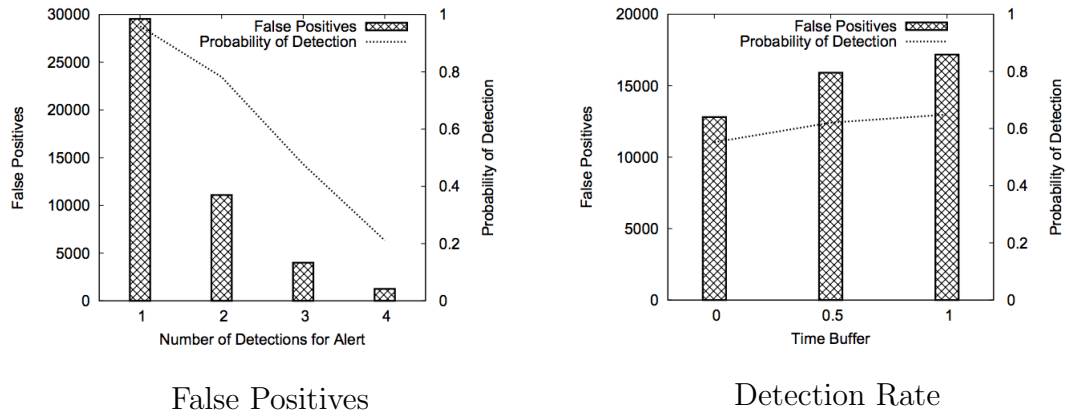 False Positives
Probability of Detection
30000
25000
20000
15000
10000
5000
0
1
0.8
0.6
0.4
0.2
0
False Positives
Probability of Detection
1 2 3 4
Number of Detections for Alert
False Positives
False Positives
Probability of Detection
20000
15000
10000
5000
0
1
0.8
0.6
0.4
0.2
0
False Positives
Probability of Detection
0 0.5 1
Time Buffer
Detection Rate